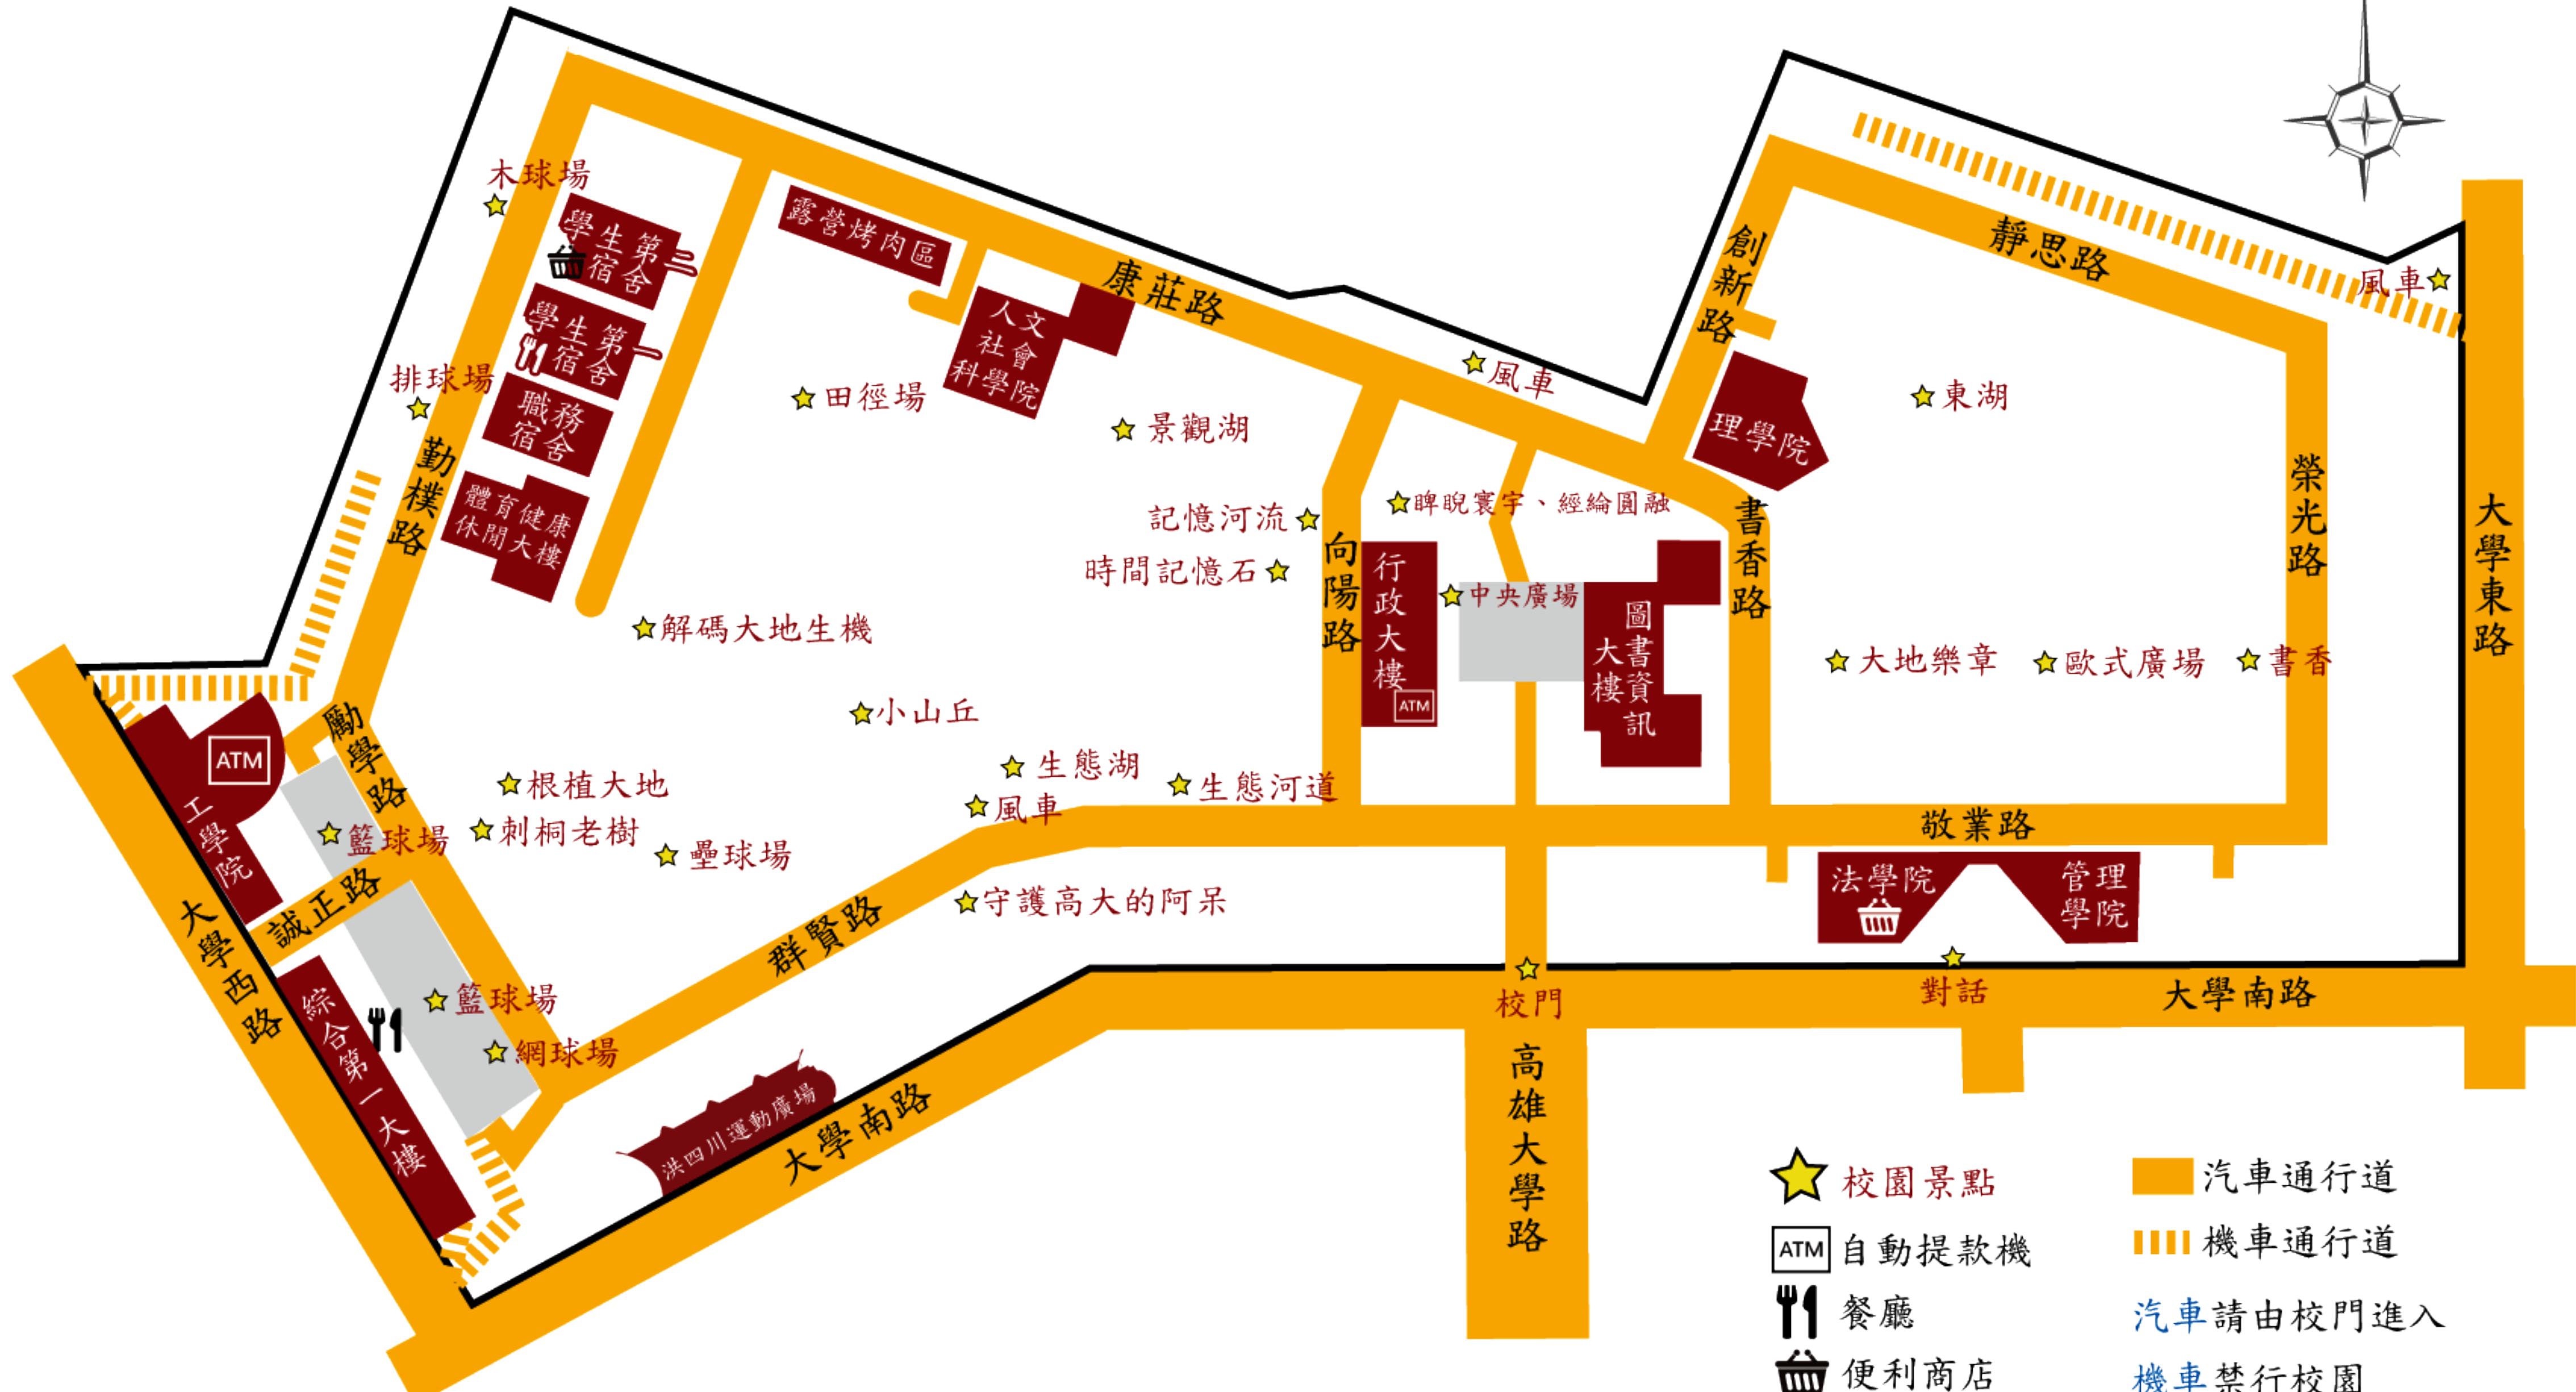 木球場
學生第二宿舍
學生第一宿舍
排球場
職務宿舍
體育健康休閒大樓
勤樸路
露營烤肉區
人文社會科學院
康莊路
田徑場
景觀湖
風車
創新路
靜思路
風車
理學院
東湖
榮光路
大學東路
記憶河流
時間記憶石
睥睨寰宇、經綸圓融
向陽路
行政大樓
ATM
中央廣場
圖書資訊大樓
書香路
大地樂章
歐式廣場
書香
解碼大地生機
小山丘
勵學路
ATM
工學院
根植大地
刺桐老樹
籃球場
壘球場
生態湖
風車
生態河道
敬業路
誠正路
大學西路
群賢路
守護高大的阿呆
法學院
管理學院
綜合第一大樓
籃球場
網球場
校門
對話
大學南路
洪四川運動廣場
大學南路
高雄大學路
校園景點
ATM 自動提款機
餐廳
便利商店
汽車通行道
機車通行道
汽車請由校門進入
機車禁行校園